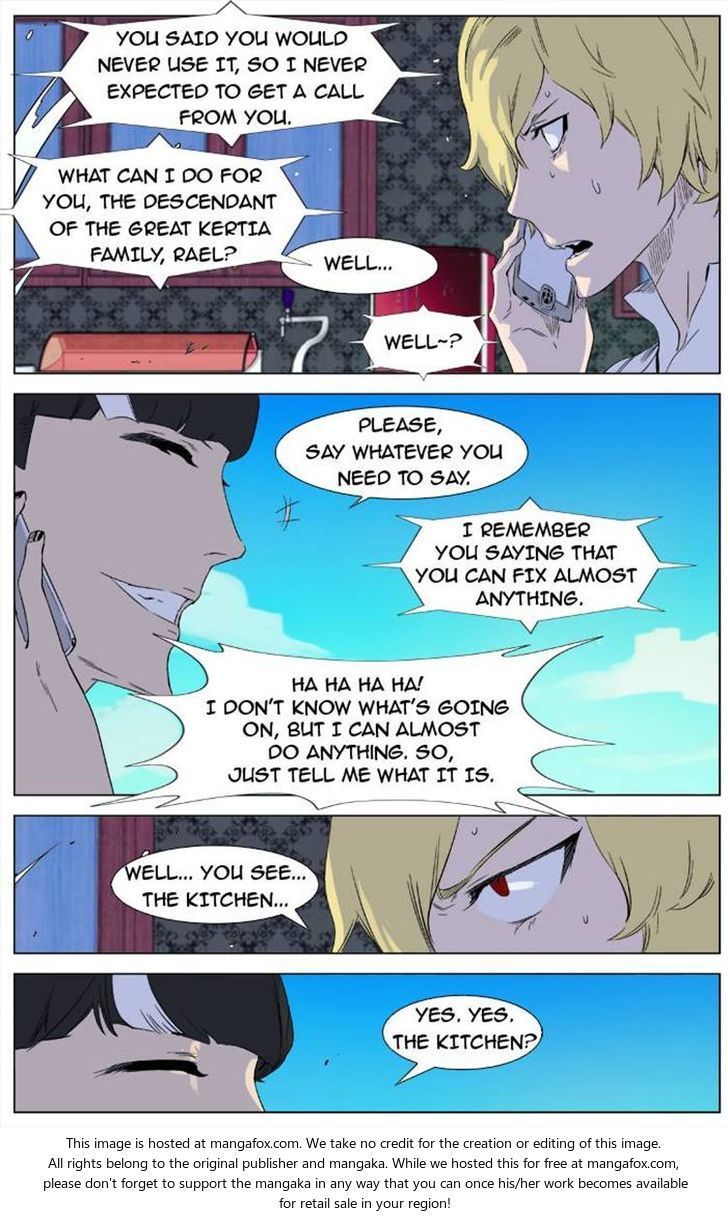 YOU SAID YOU WOULD
NEVER USE IT, SO I NEVER
EXPECTED TO GET A CALL
FROM YOU.
WHAT CAN I DO FOR
YOU, THE DESCENDANT
OF THE GREAT KERTIA
FAMILY, RAEL?
WELL...
WELL~?
PLEASE,
SAY WHATEVER YOU
NEED TO SAY.
I REMEMBER
YOU SAYING THAT
YOU CAN FIX ALMOST
ANYTHING.
HA HA HA HA!
I DON'T KNOW WHAT'S GOING
ON, BUT I CAN ALMOST
DO ANYTHING. SO,
JUST TELL ME WHAT IT IS.
WELL... YOU SEE...
THE KITCHEN...
YES. YES.
THE KITCHEN?
This image is hosted at mangafox.com. We take no credit for the creation or editing of this image.
All rights belong to the original publisher and mangaka. While we hosted this for free at mangafox.com,
please don't forget to support the mangaka in any way that you can once his/her work becomes available
for retail sale in your region!